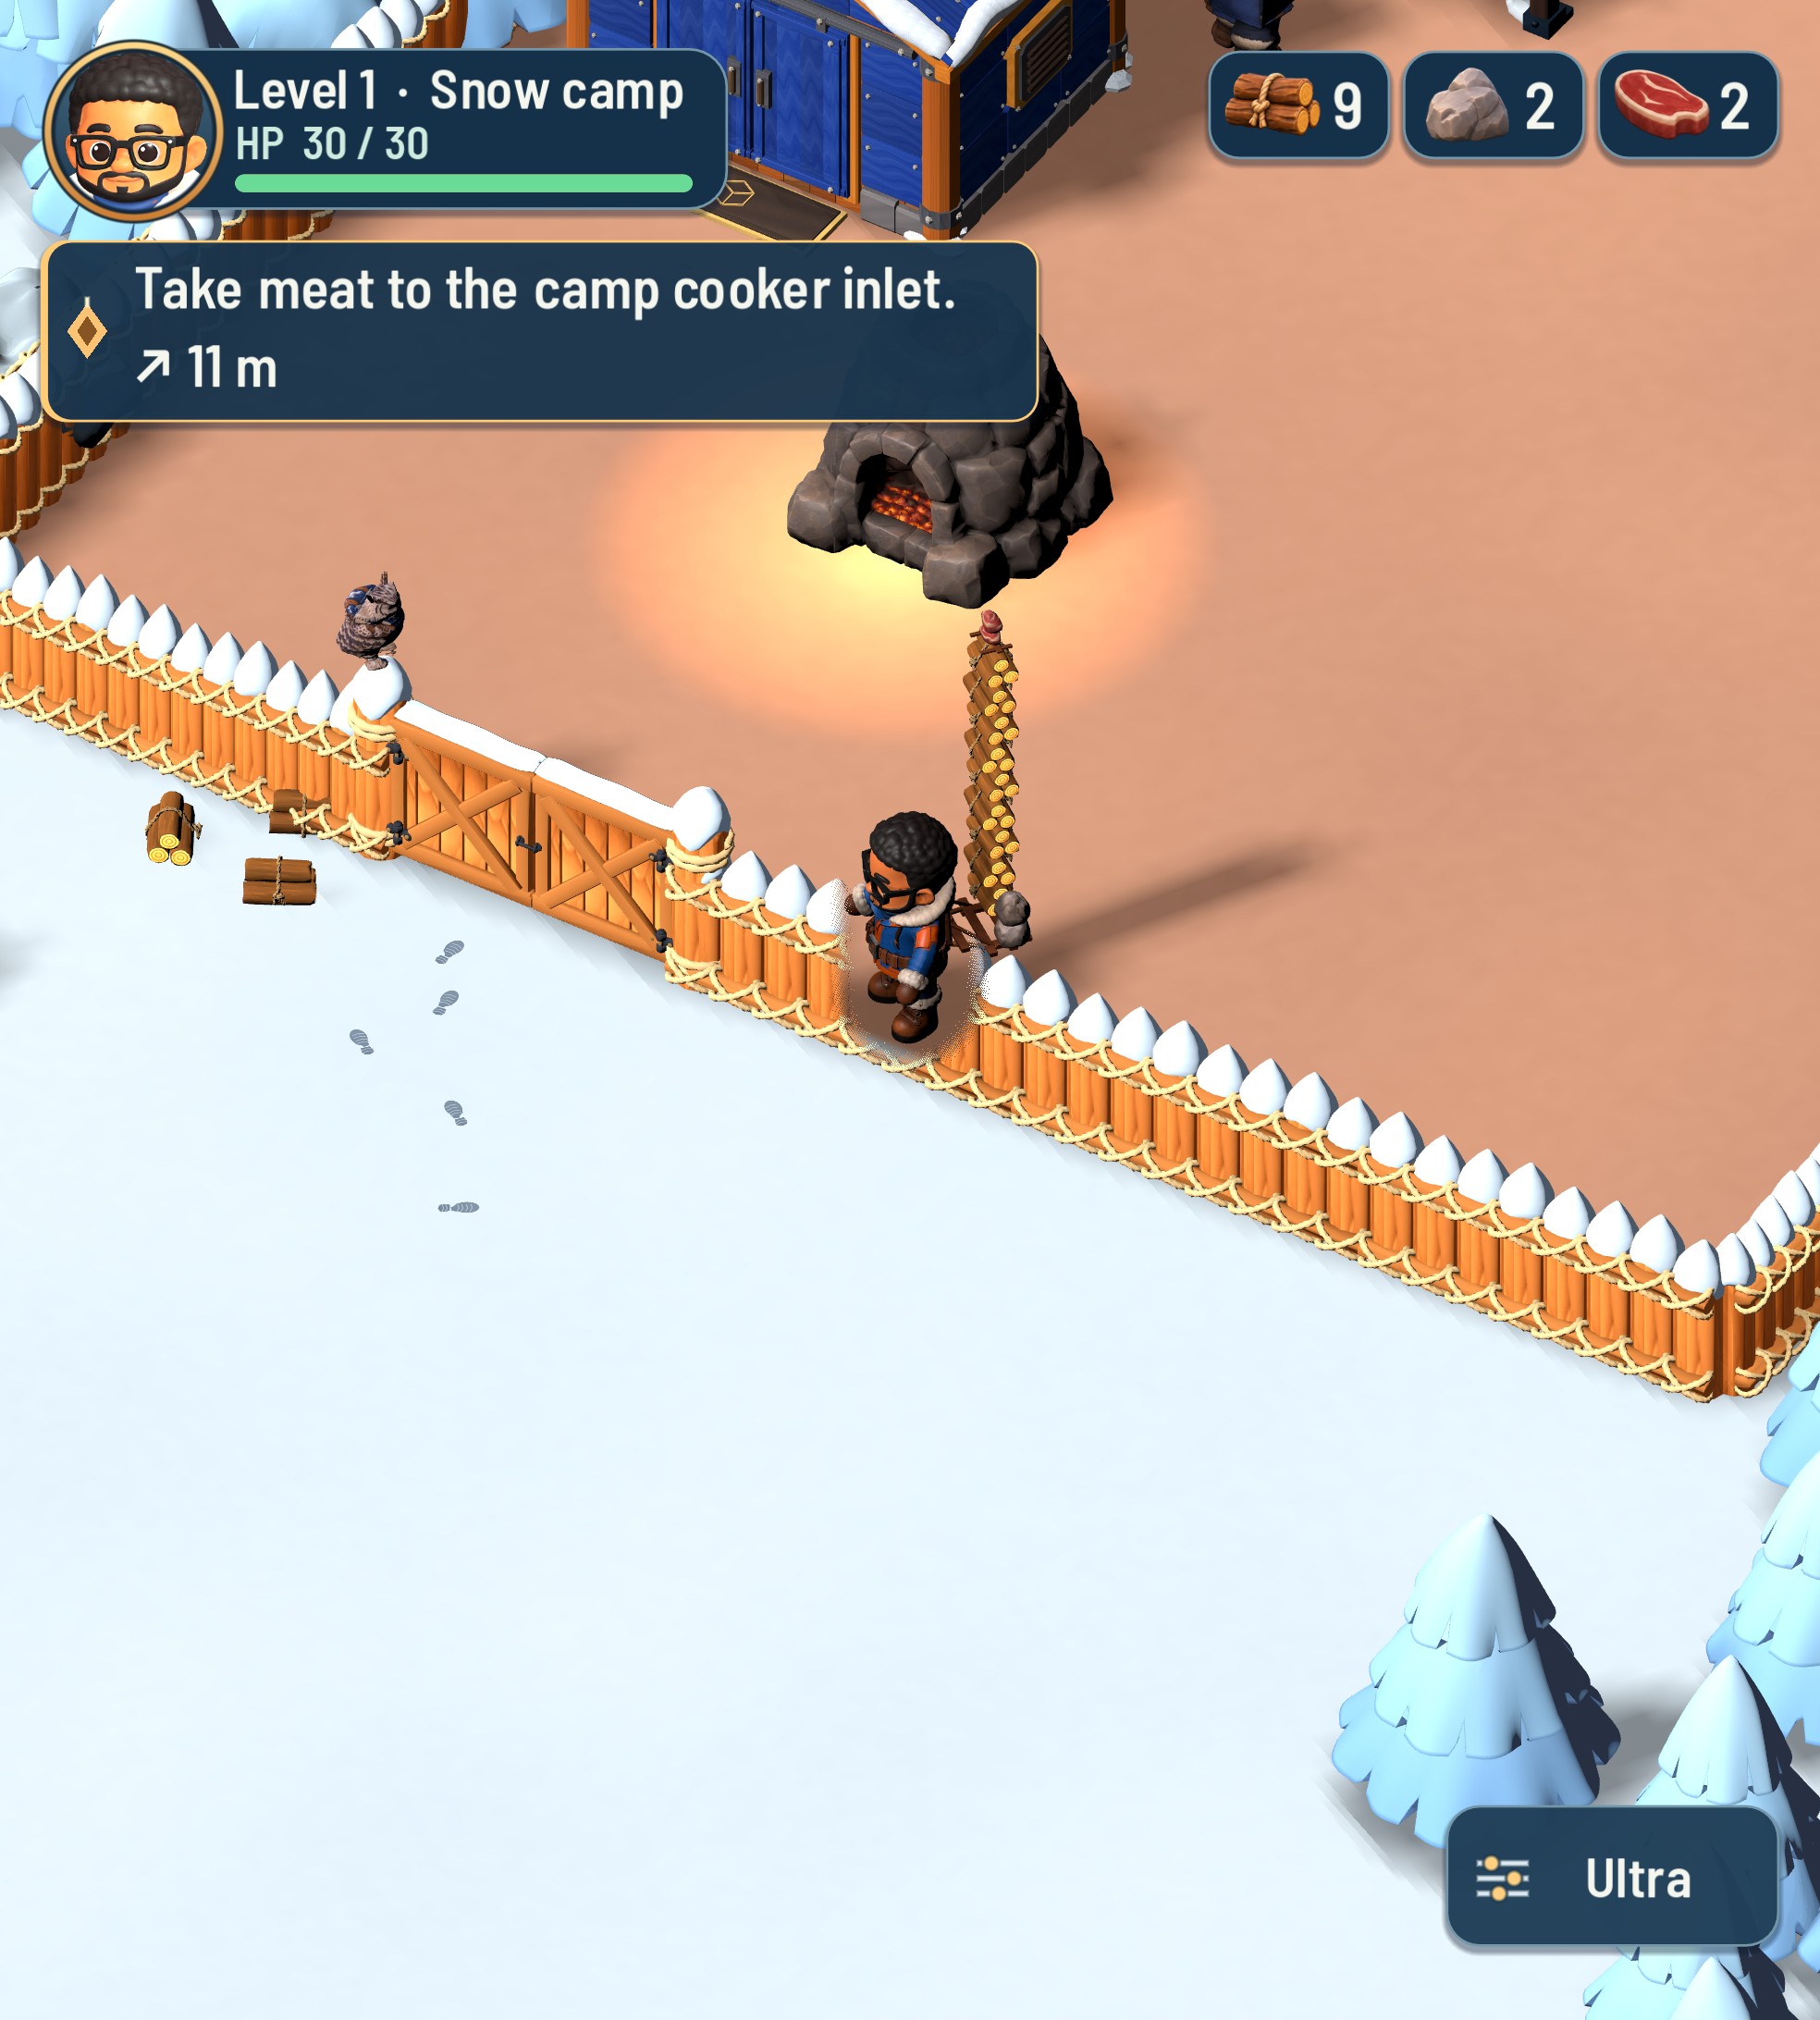 Level 1 · Snow camp
HP 30 / 30
9
2
2
Take meat to the camp cooker inlet.
↗ 11 m
Ultra